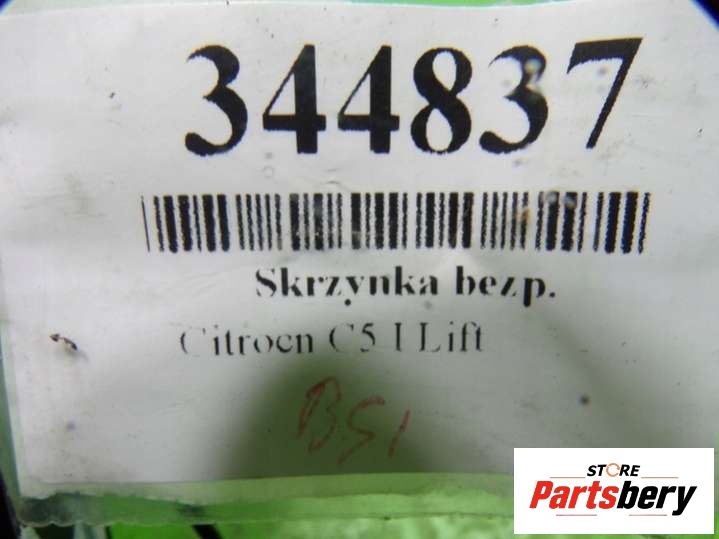 344837
Skrzynka bezp.
Citroen C5 I Lift
BSI
STORE
Partsbery